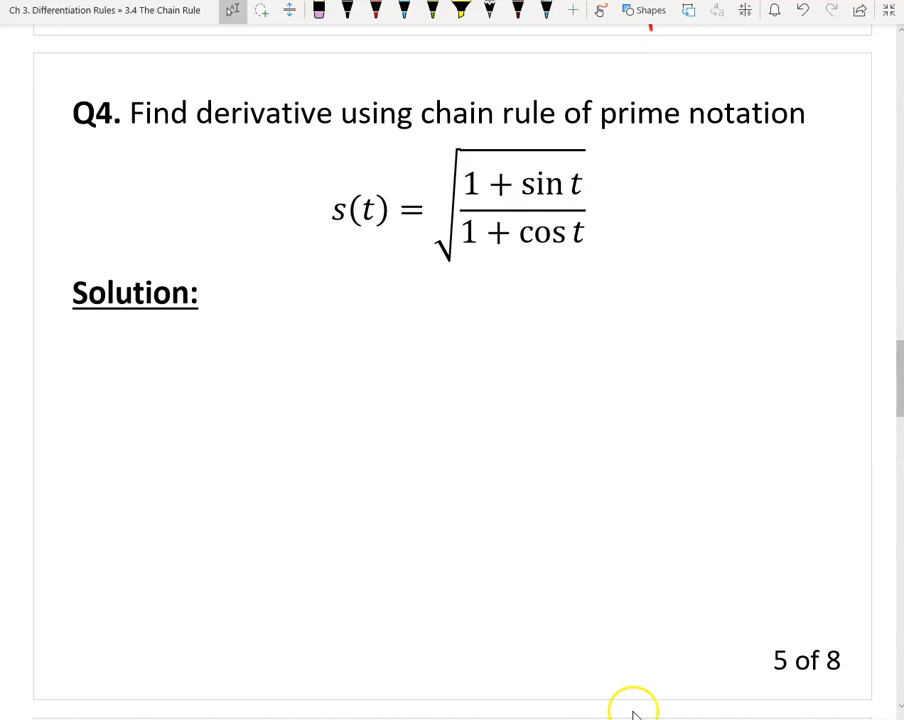 Ch 3. Differentiation Rules » 3.4 The Chain Rule
Shapes
Q4. Find derivative using chain rule of prime notation
s(t) = √((1 + sin t)/(1 + cos t))
Solution:
5 of 8